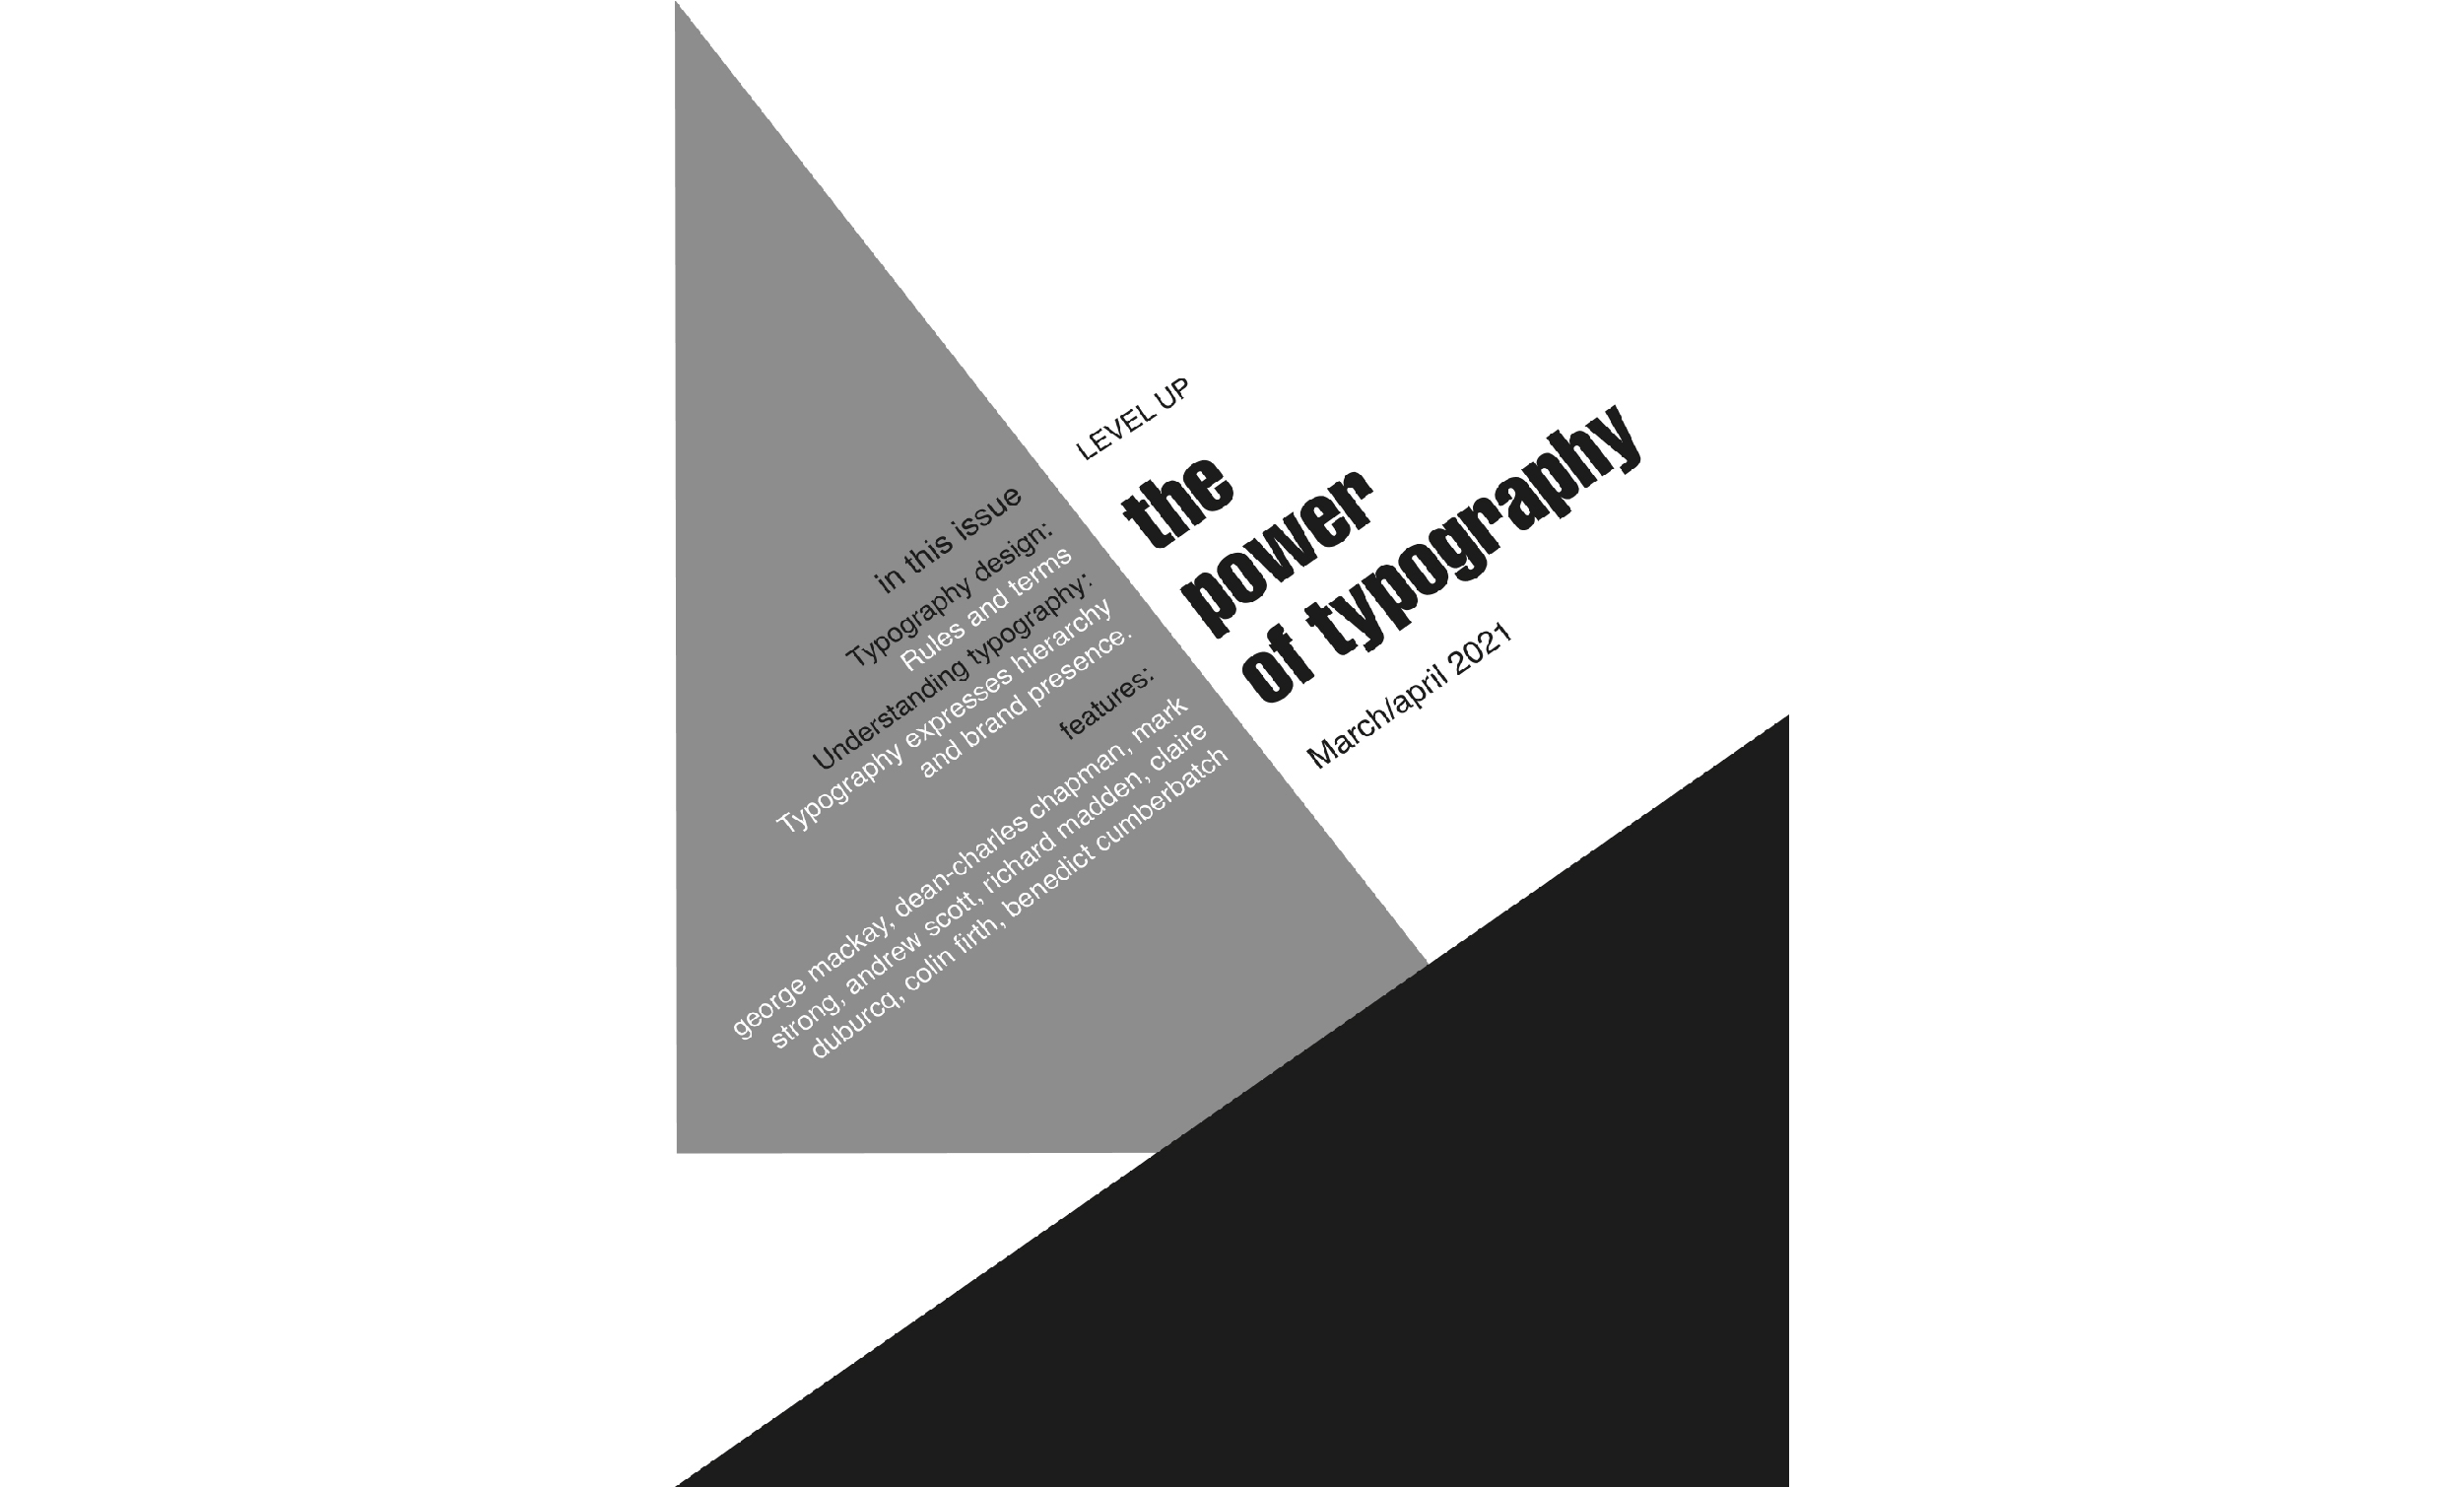 LEVEL UP
the
power
of typography
March/april 2021
in this issue
Typography design:
Rules and terms
Understanding typography:
Typography expresses hierarchy
and brand presence.
features:
george mackay, dean-charles chapman, mark
strong, andrew scott, richard madden, claire
duburcq, colin firth, benedict cumberbatch